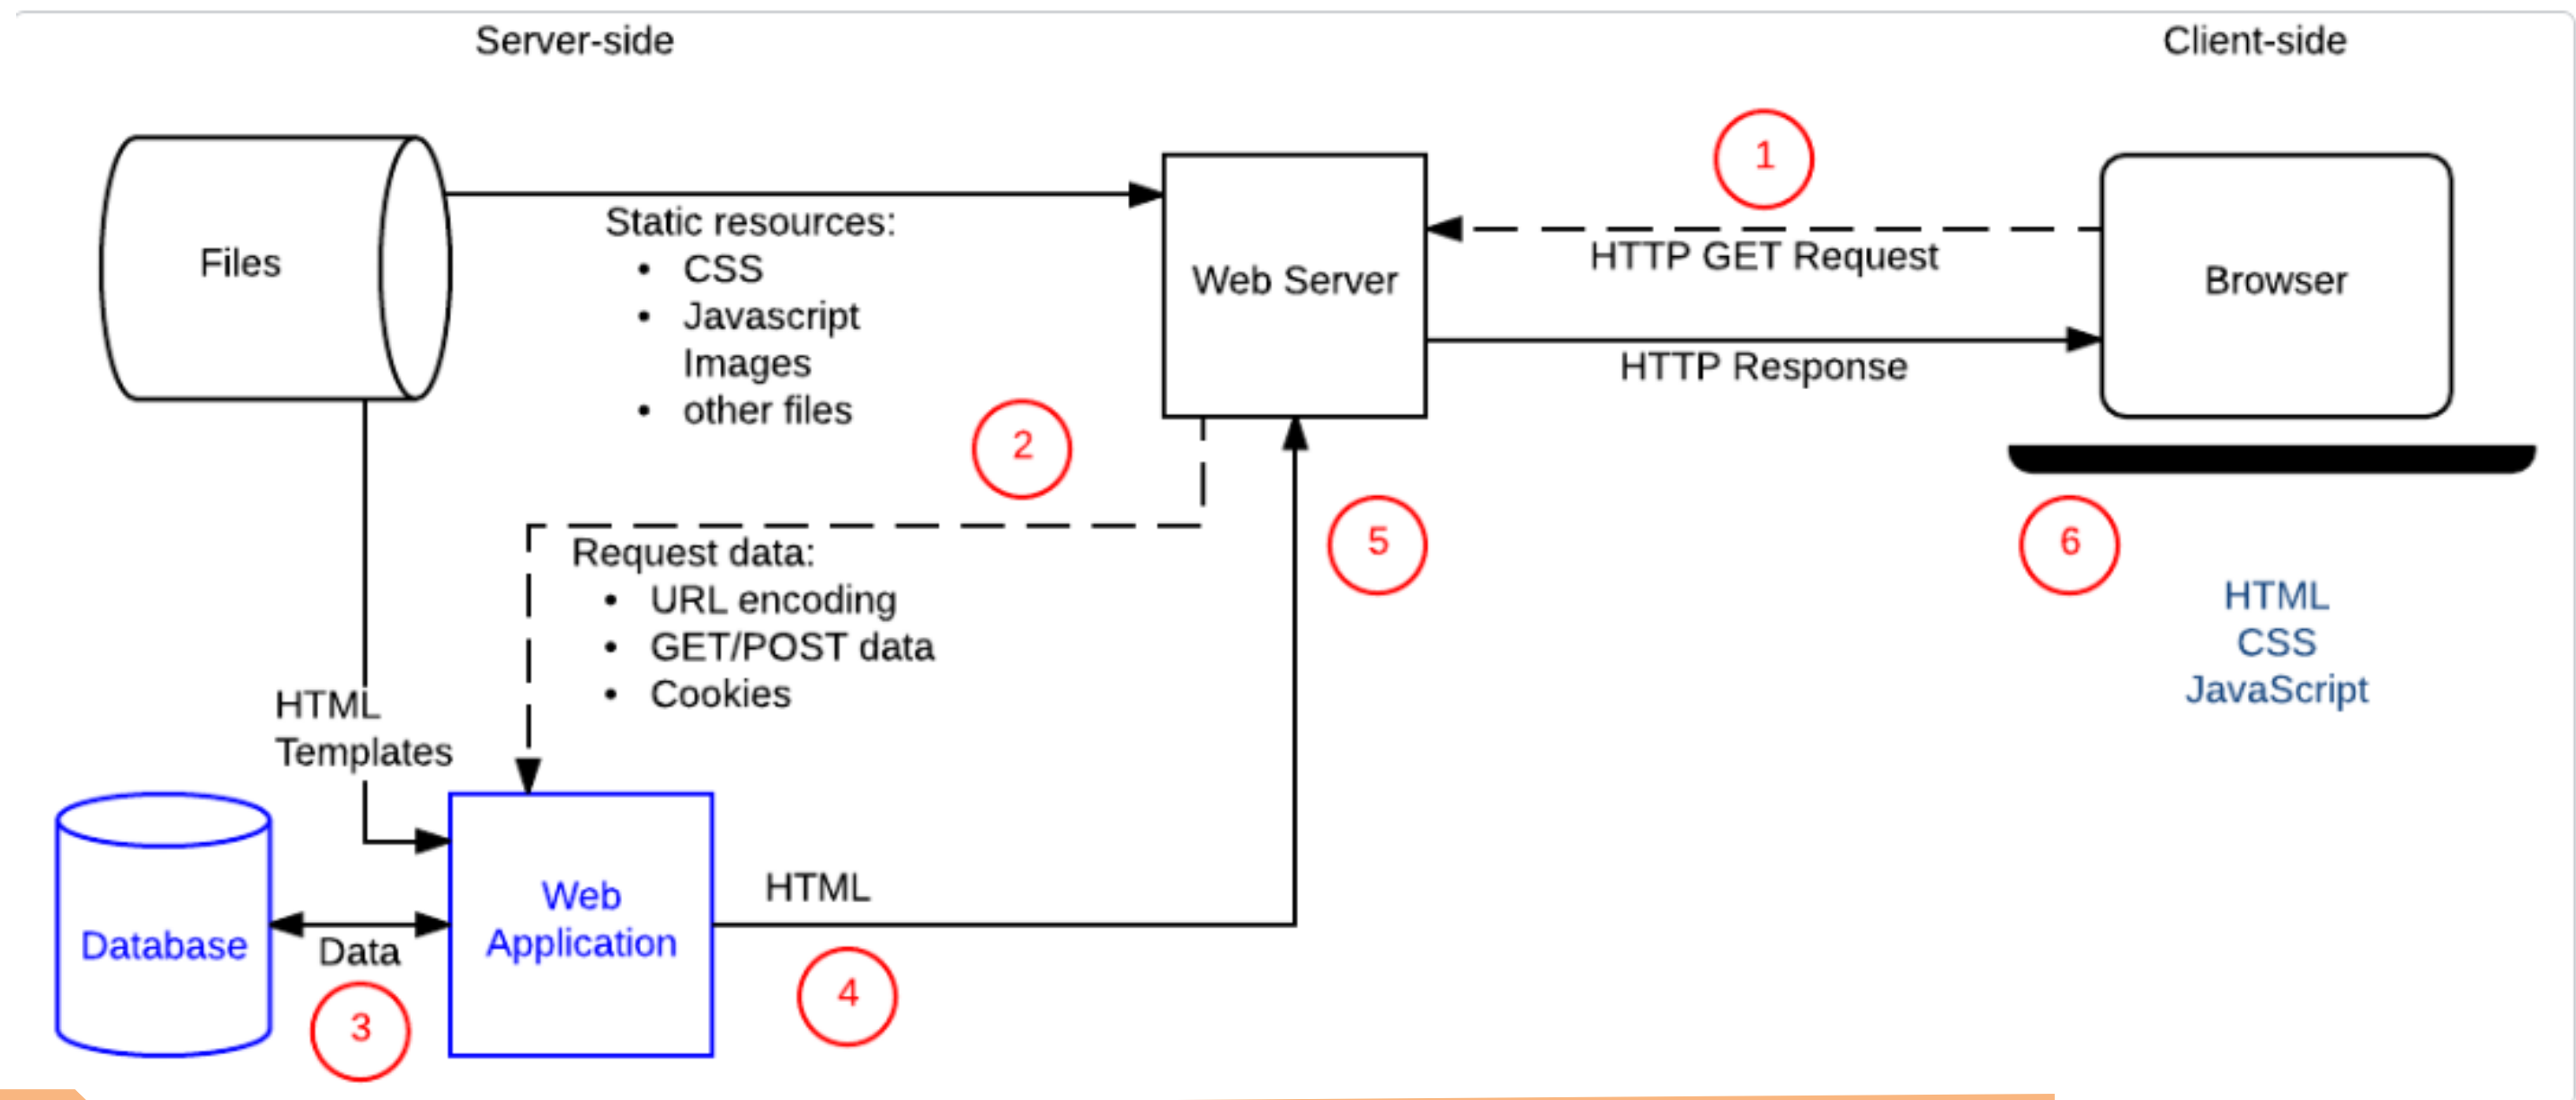 Server-side
Client-side
1
Files
Static resources:
• CSS
• Javascript
Images
• other files
Web Server
HTTP GET Request
HTTP Response
Browser
2
Request data:
• URL encoding
• GET/POST data
• Cookies
5
6
HTML
CSS
JavaScript
HTML
Templates
Database
Data
3
Web
Application
HTML
4